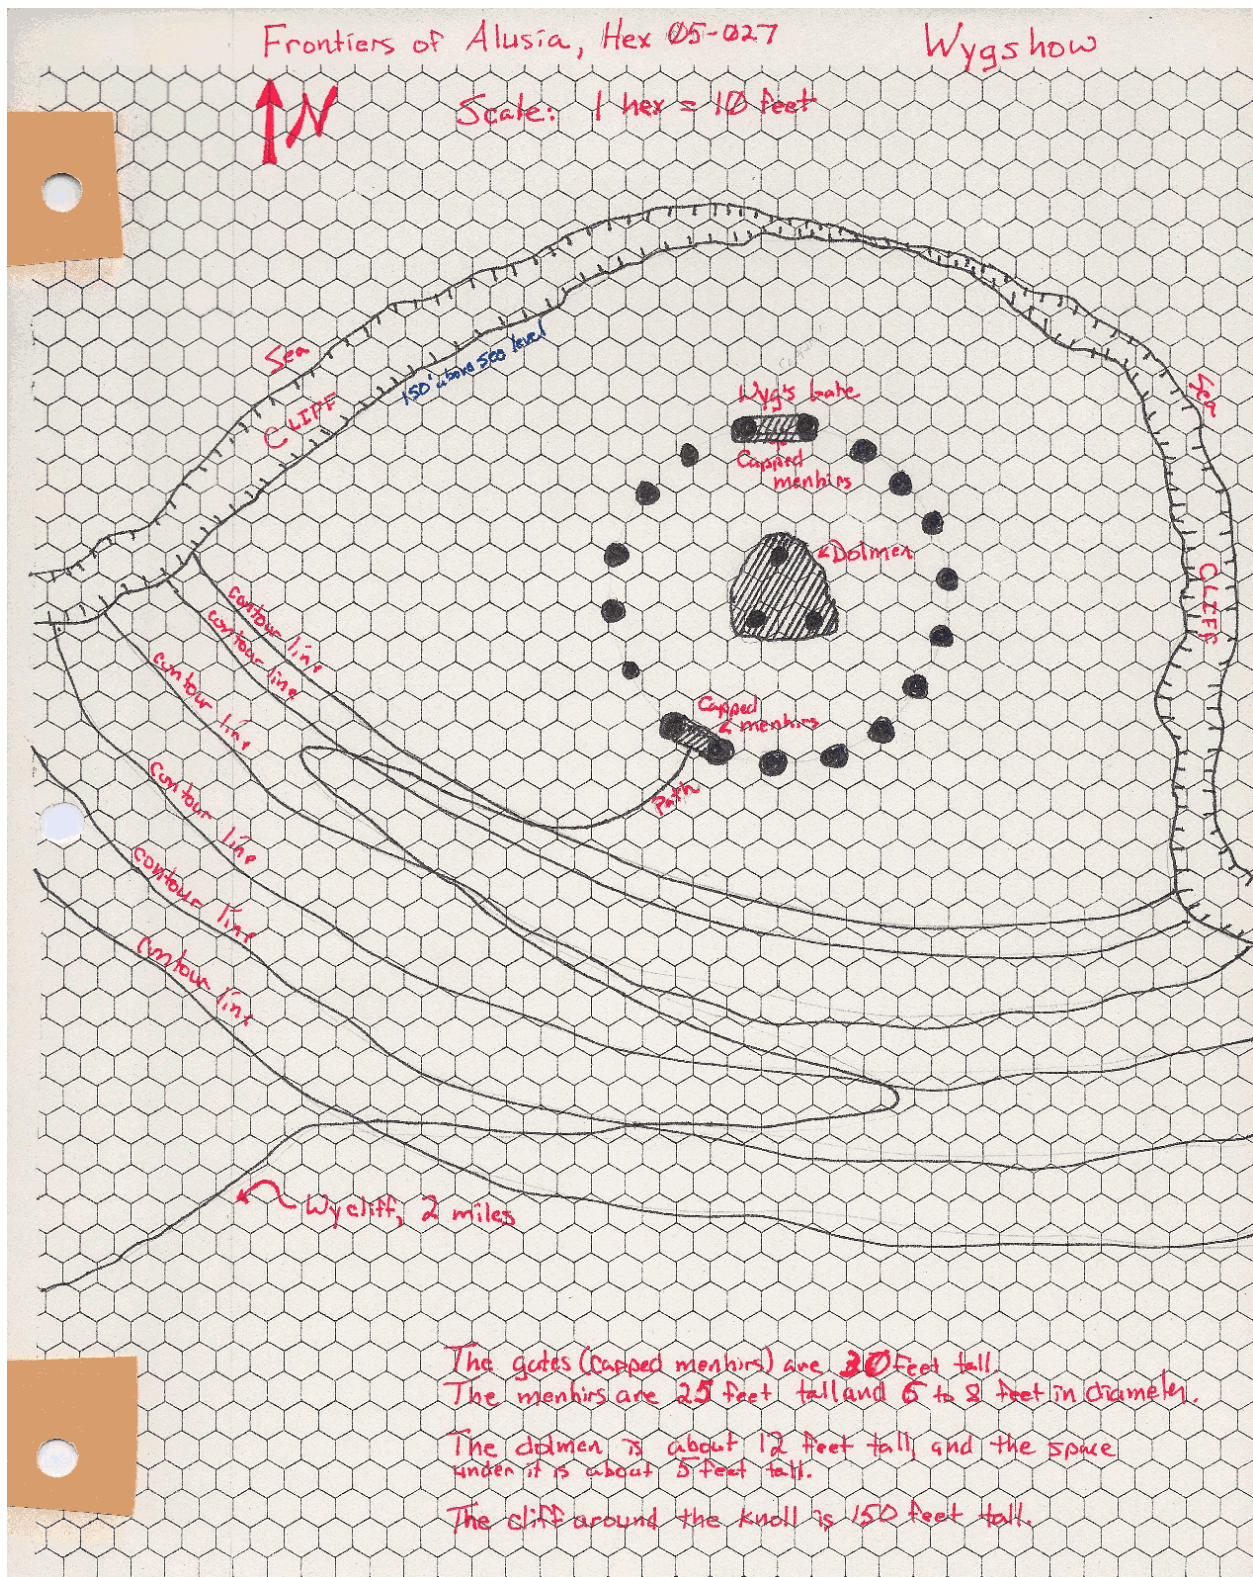 Frontiers of Alusia, Hex 05-027
Wygshow
N
Scale: 1 hex = 10 feet
Sea
CLIFF
150' above sea level
Sea
CLIFF
Wyg's Gate
Capped
menhirs
Dolmen
Capped
menhirs
Path
contour line
contour line
contour line
contour line
contour line
contour line
Wycliff, 2 miles
The gates (capped menhirs) are 30 feet tall.
The menhirs are 25 feet tall and 6 to 8 feet in diameter.
The dolmen is about 12 feet tall, and the space
under it is about 5 feet tall.
The cliff around the knoll is 150 feet tall.